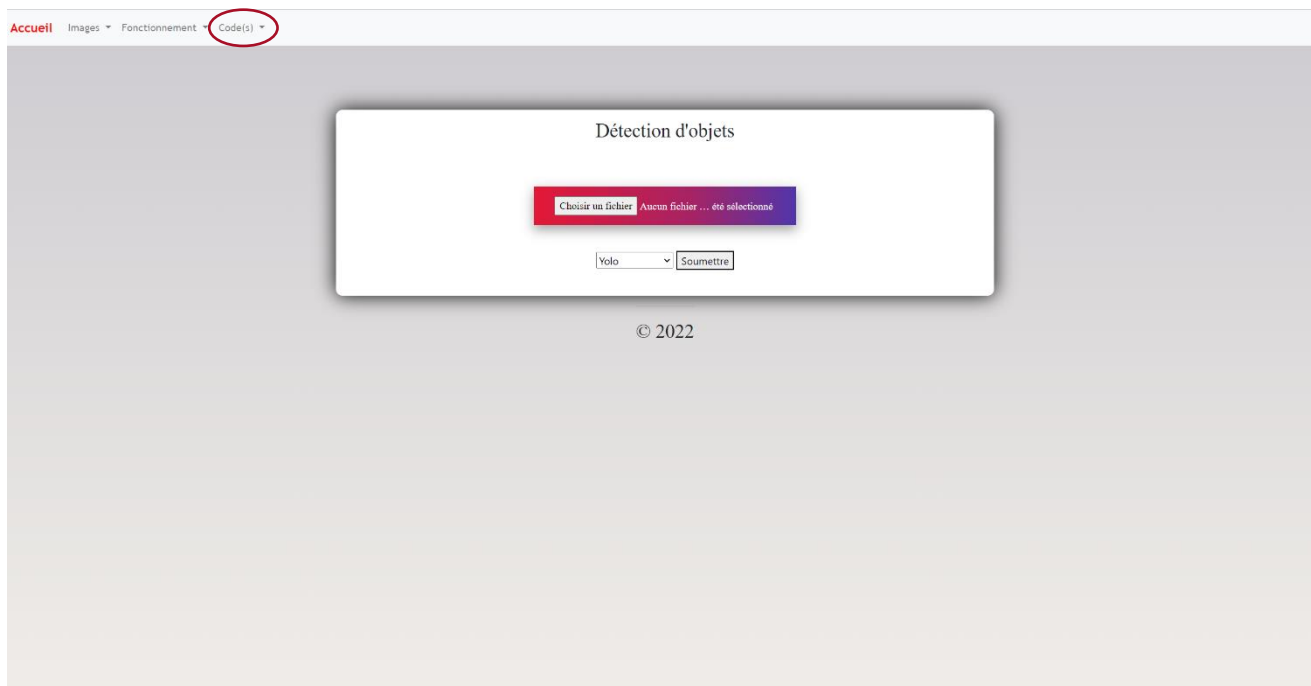 Accueil Images Fonctionnement Code(s)
Détection d'objets
Choisir un fichier Aucun fichier ... été sélectionné
Yolo Soumettre
© 2022